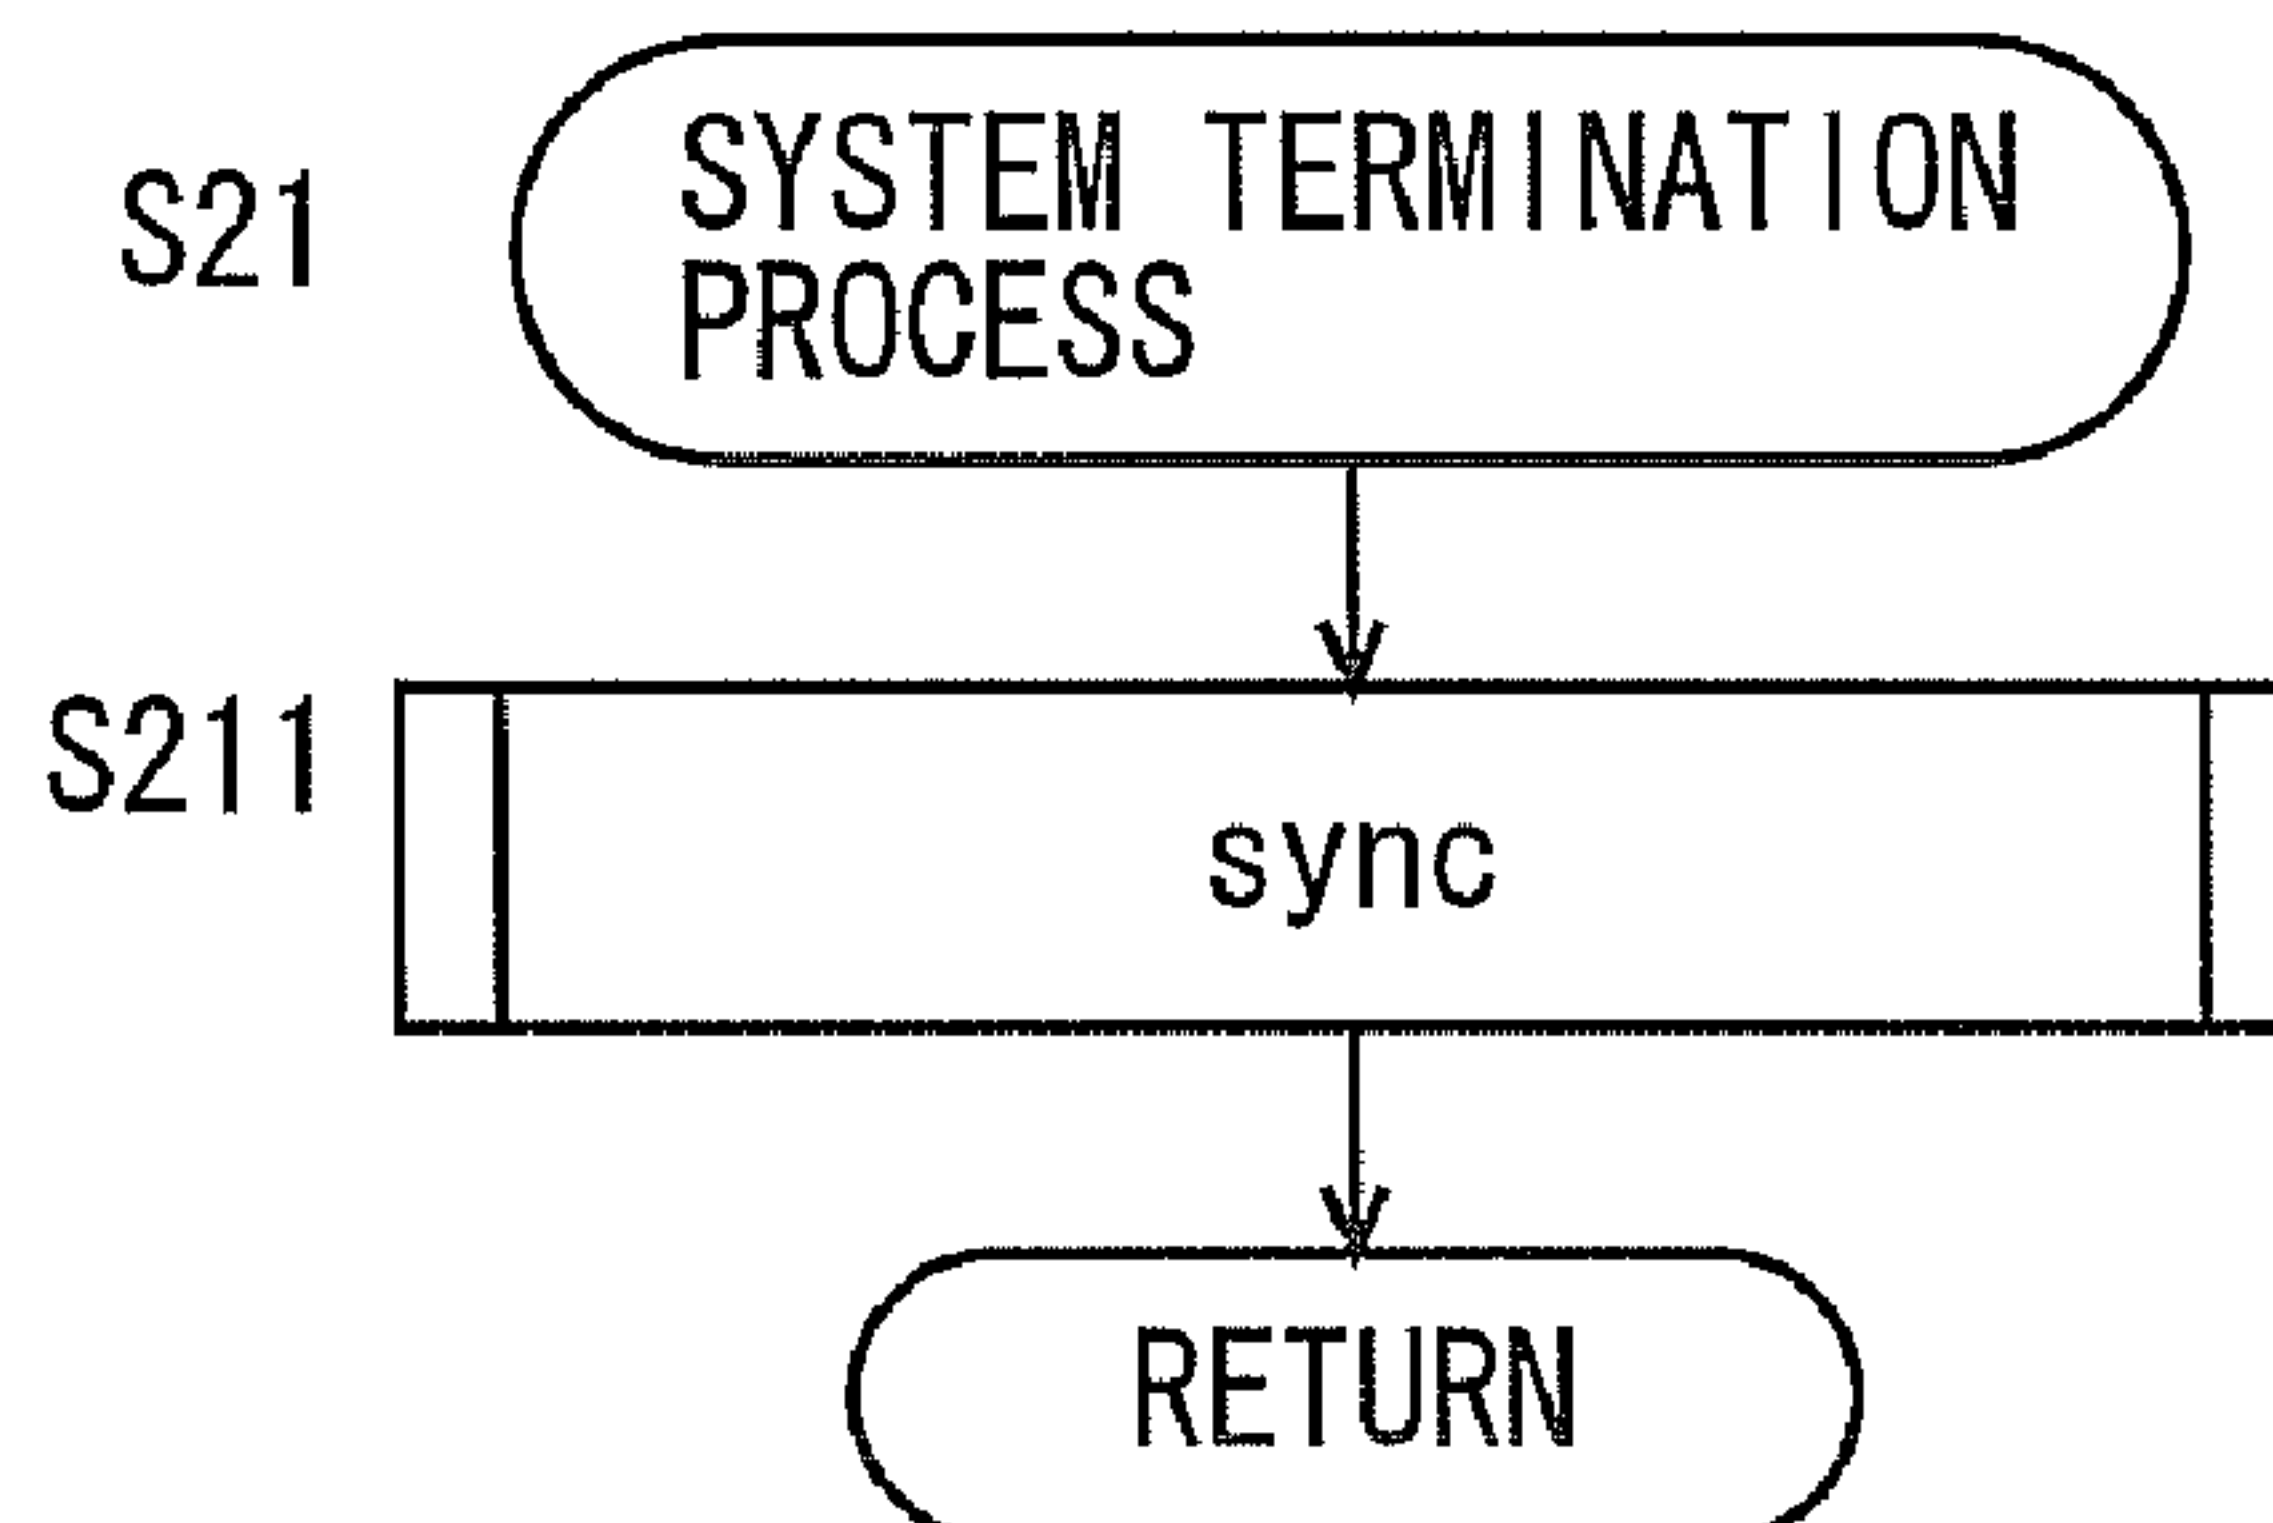 S21
SYSTEM TERMINATION
PROCESS
S211
sync
RETURN